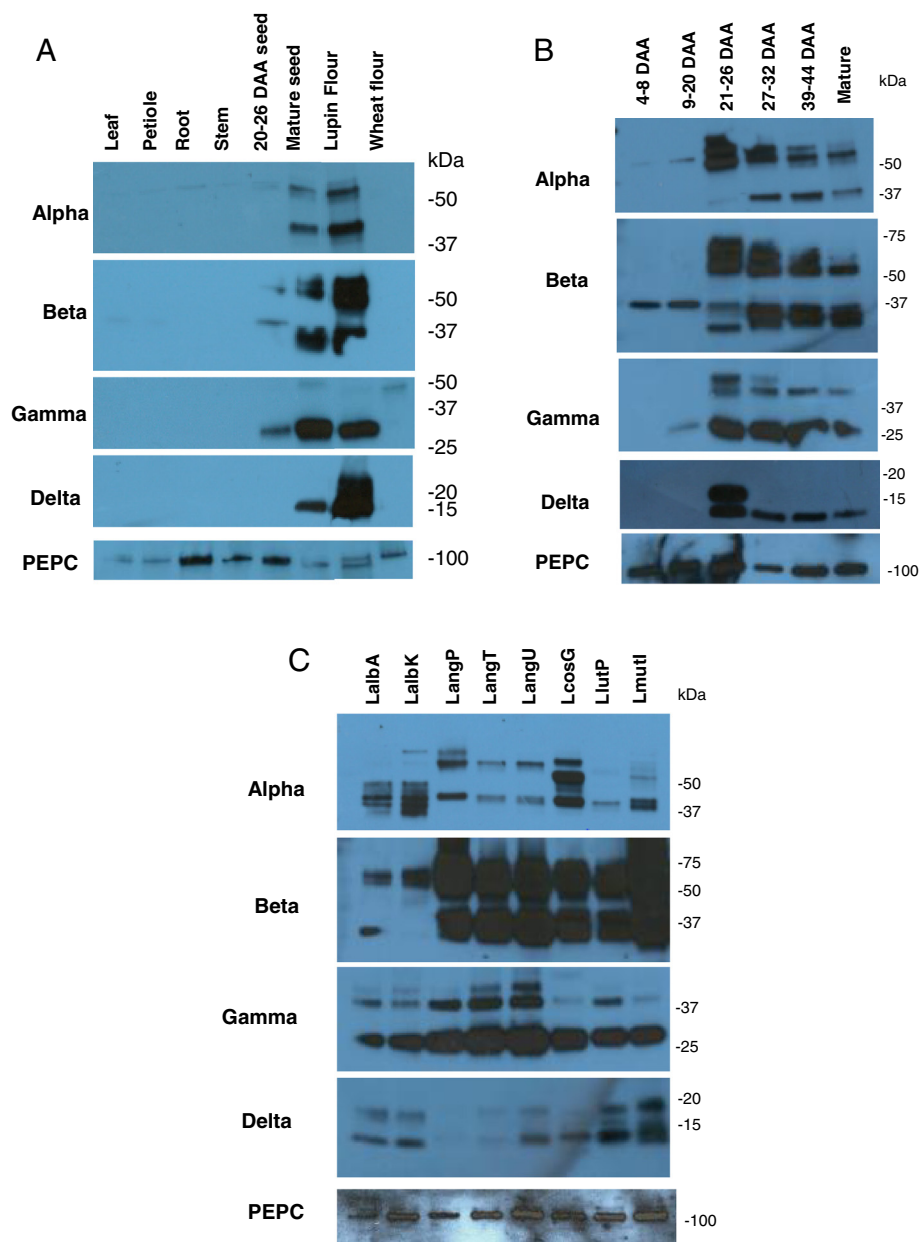 A
Leaf
Petiole
Root
Stem
20-26 DAA seed
Mature seed
Lupin Flour
Wheat flour
kDa
Alpha
-50
-37
Beta
-50
-37
Gamma
-50
-37
-25
Delta
-20
-15
PEPC
-100
B
4-8 DAA
9-20 DAA
21-26 DAA
27-32 DAA
39-44 DAA
Mature
kDa
Alpha
-50
-37
Beta
-75
-50
-37
Gamma
-37
-25
Delta
-20
-15
PEPC
-100
C
LalbA
LalbK
LangP
LangT
LangU
LcosG
LlutP
LmutI
kDa
Alpha
-50
-37
Beta
-75
-50
-37
Gamma
-37
-25
Delta
-20
-15
PEPC
-100